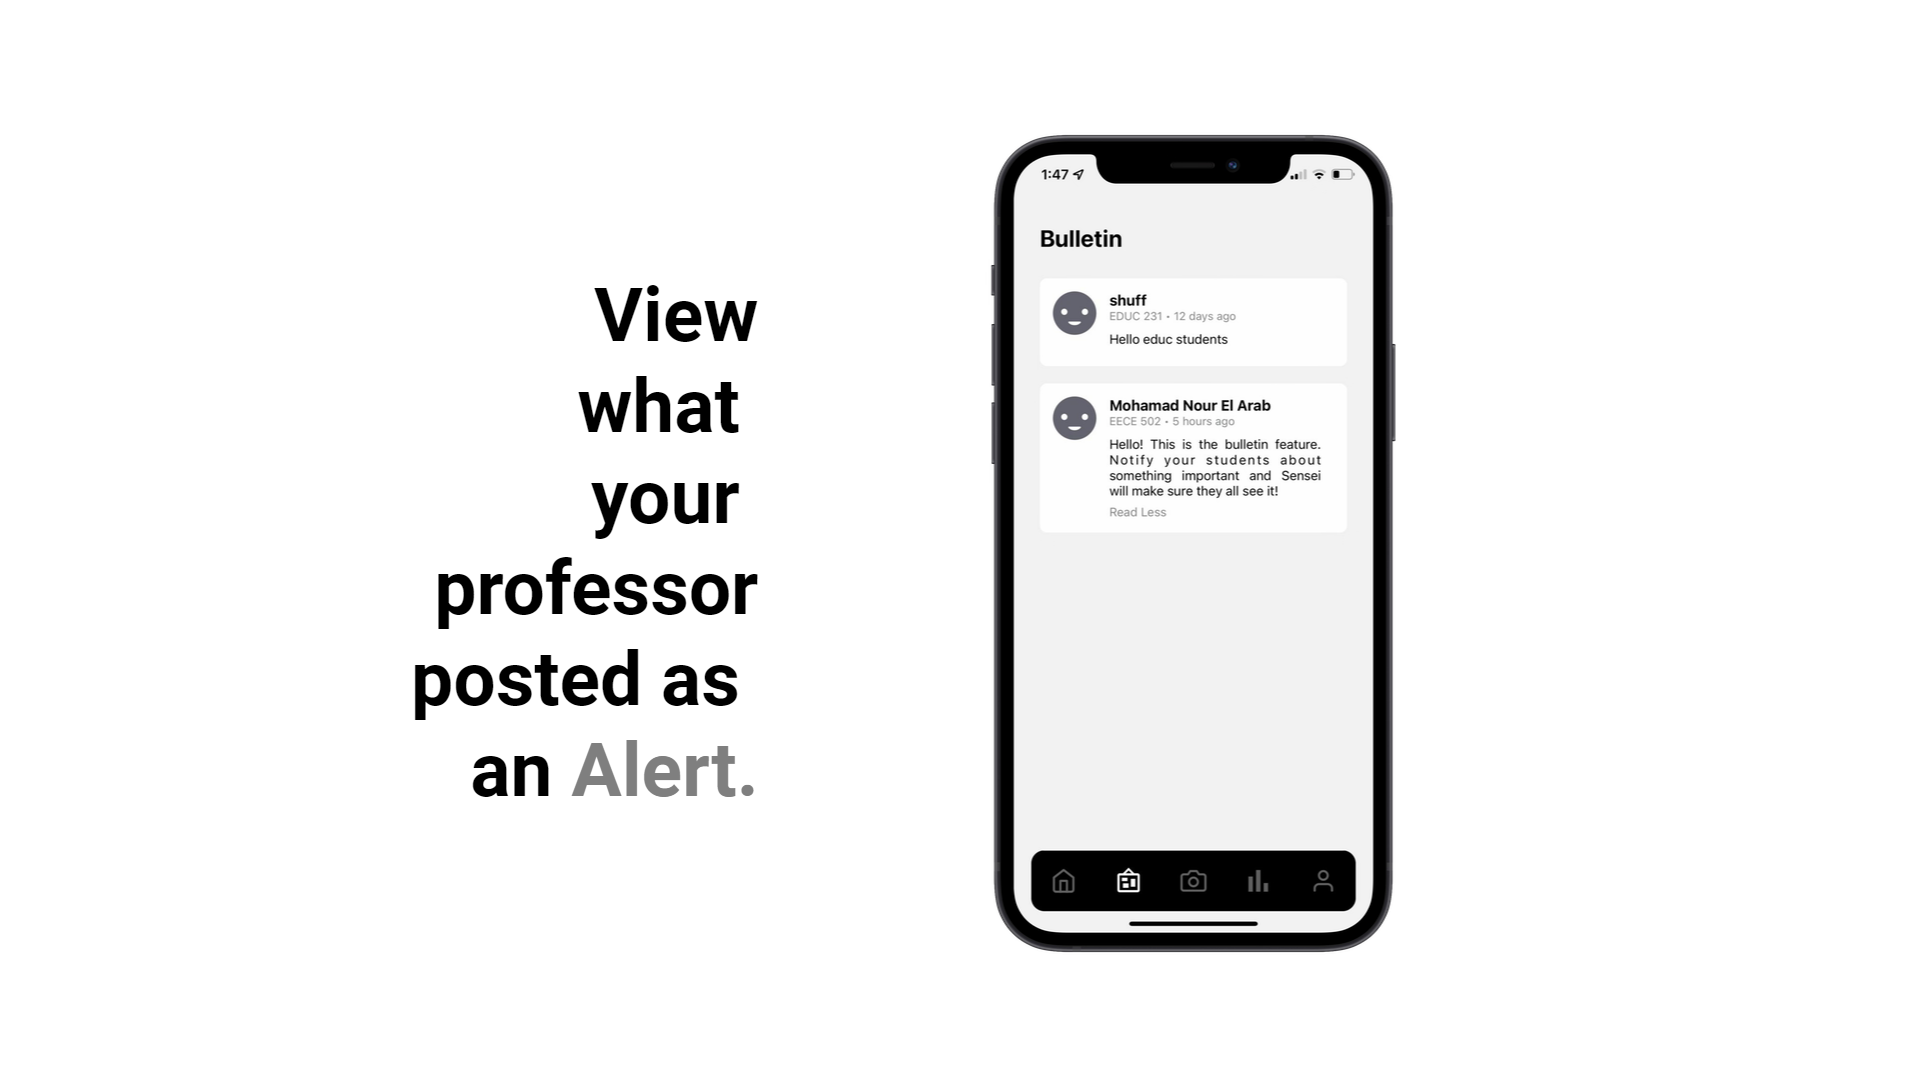 View
what
your
professor
posted as
an Alert.
1:47
Bulletin
shuff
EDUC 231 • 12 days ago
Hello educ students
Mohamad Nour El Arab
EECE 502 • 5 hours ago
Hello! This is the bulletin feature.
Notify your students about
something important and Sensei
will make sure they all see it!
Read Less